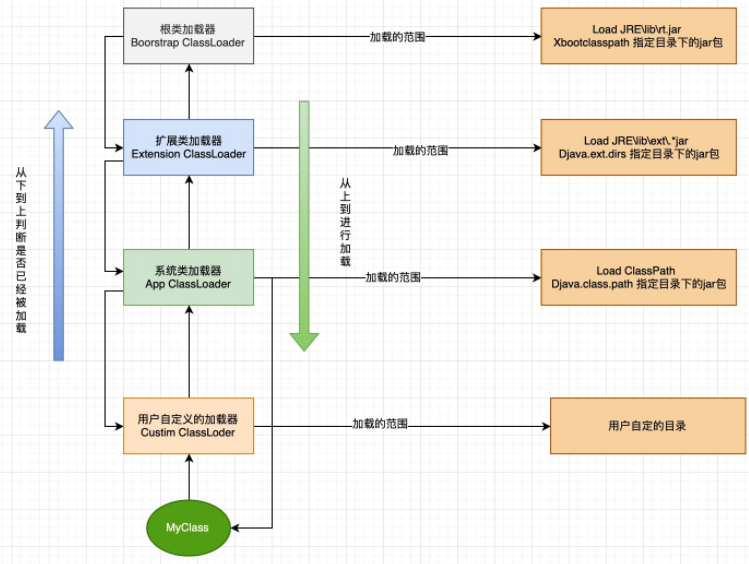 根类加载器
Boorstrap ClassLoader
加载的范围
Load JRE\lib\rt.jar
Xbootclasspath 指定目录下的jar包
扩展类加载器
Extension ClassLoader
加载的范围
Load JRE\lib\ext\.*jar
Djava.ext.dirs 指定目录下的jar包
从下到上判断是否已经被加载
从上到进行加载
系统类加载器
App ClassLoader
加载的范围
Load ClassPath
Djava.class.path 指定目录下的jar包
用户自定义的加载器
Custim ClassLoder
加载的范围
用户自定的目录
MyClass